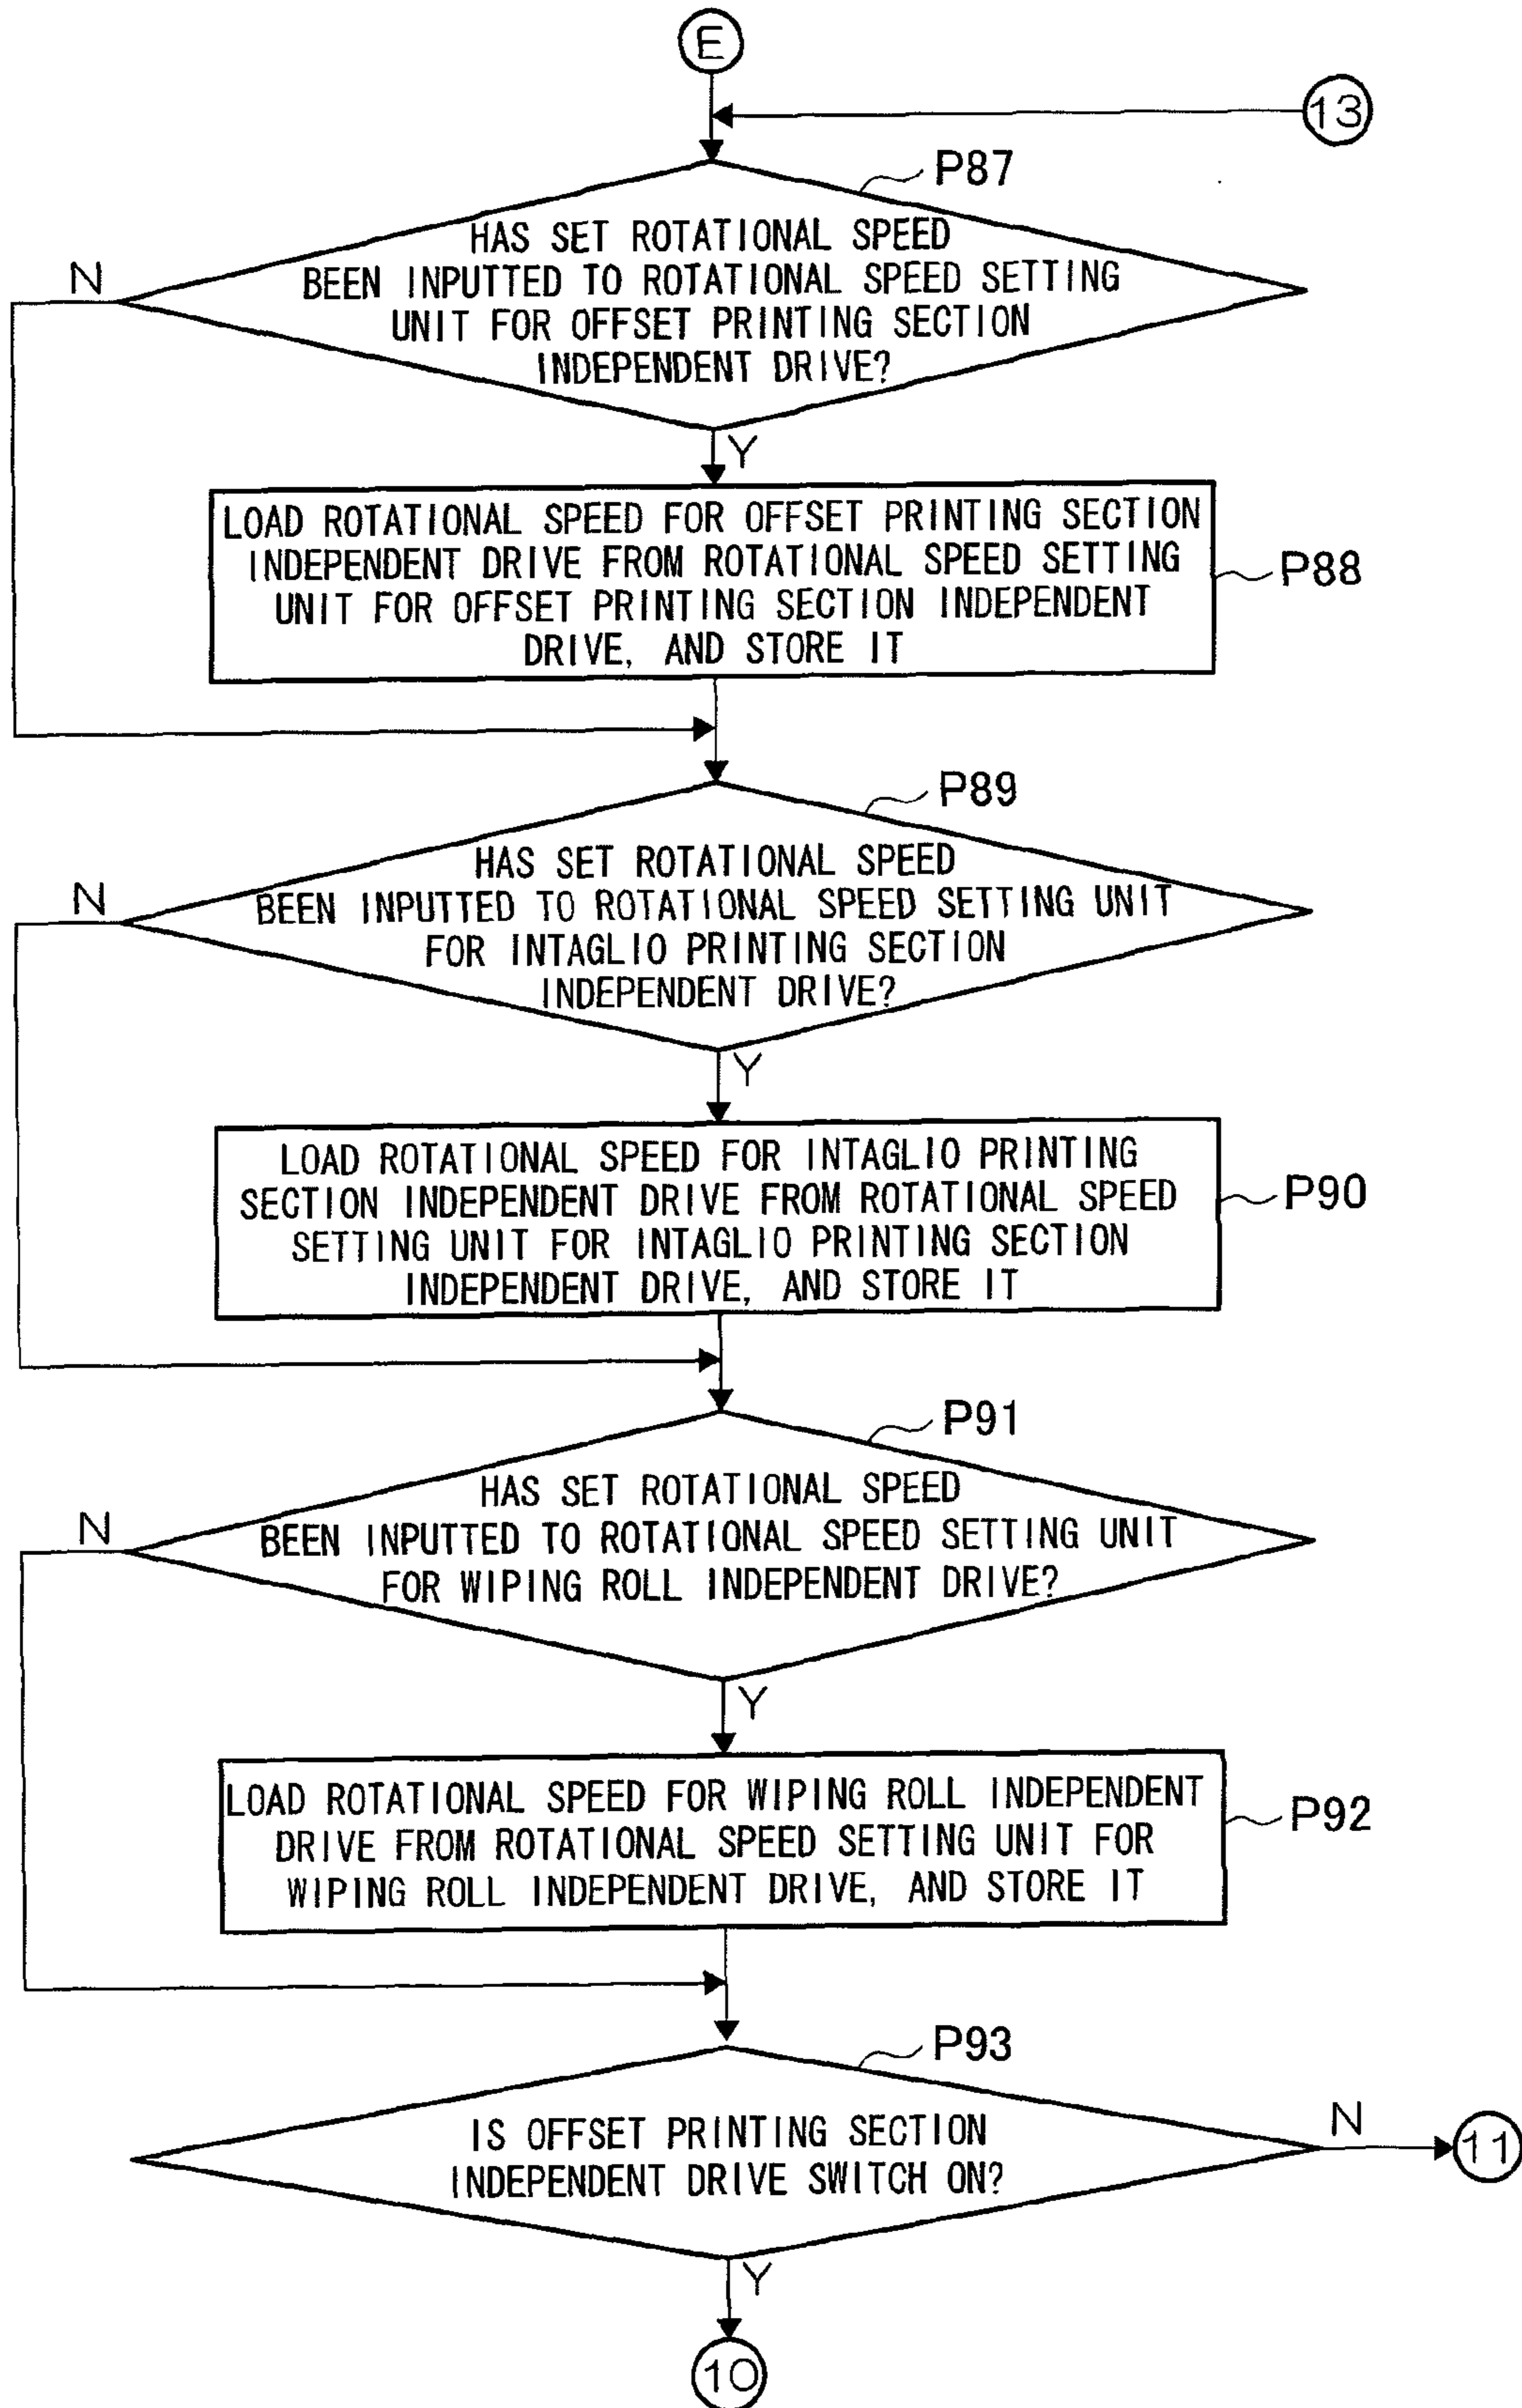 E
13
P87
HAS SET ROTATIONAL SPEED
BEEN INPUTTED TO ROTATIONAL SPEED SETTING
UNIT FOR OFFSET PRINTING SECTION
INDEPENDENT DRIVE?
N
Y
LOAD ROTATIONAL SPEED FOR OFFSET PRINTING SECTION
INDEPENDENT DRIVE FROM ROTATIONAL SPEED SETTING
UNIT FOR OFFSET PRINTING SECTION INDEPENDENT
DRIVE, AND STORE IT
P88
P89
HAS SET ROTATIONAL SPEED
BEEN INPUTTED TO ROTATIONAL SPEED SETTING UNIT
FOR INTAGLIO PRINTING SECTION
INDEPENDENT DRIVE?
N
Y
LOAD ROTATIONAL SPEED FOR INTAGLIO PRINTING
SECTION INDEPENDENT DRIVE FROM ROTATIONAL SPEED
SETTING UNIT FOR INTAGLIO PRINTING SECTION
INDEPENDENT DRIVE, AND STORE IT
P90
P91
HAS SET ROTATIONAL SPEED
BEEN INPUTTED TO ROTATIONAL SPEED SETTING UNIT
FOR WIPING ROLL INDEPENDENT DRIVE?
N
Y
LOAD ROTATIONAL SPEED FOR WIPING ROLL INDEPENDENT
DRIVE FROM ROTATIONAL SPEED SETTING UNIT FOR
WIPING ROLL INDEPENDENT DRIVE, AND STORE IT
P92
P93
IS OFFSET PRINTING SECTION
INDEPENDENT DRIVE SWITCH ON?
N
11
Y
10